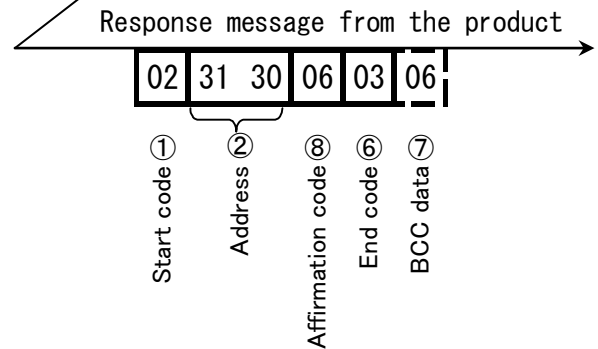 Response message from the product
02 31 30 06 03 06
① ② ⑧ ⑥ ⑦
Start code
Address
Affirmation code
End code
BCC data